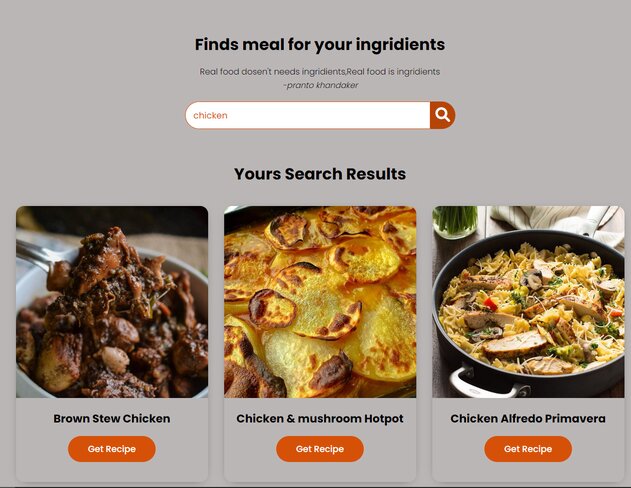 Finds meal for your ingridients
Real food dosen't needs ingridients,Real food is ingridients
-pranto khandaker
chicken
Yours Search Results
Brown Stew Chicken
Chicken & mushroom Hotpot
Chicken Alfredo Primavera
Get Recipe
Get Recipe
Get Recipe